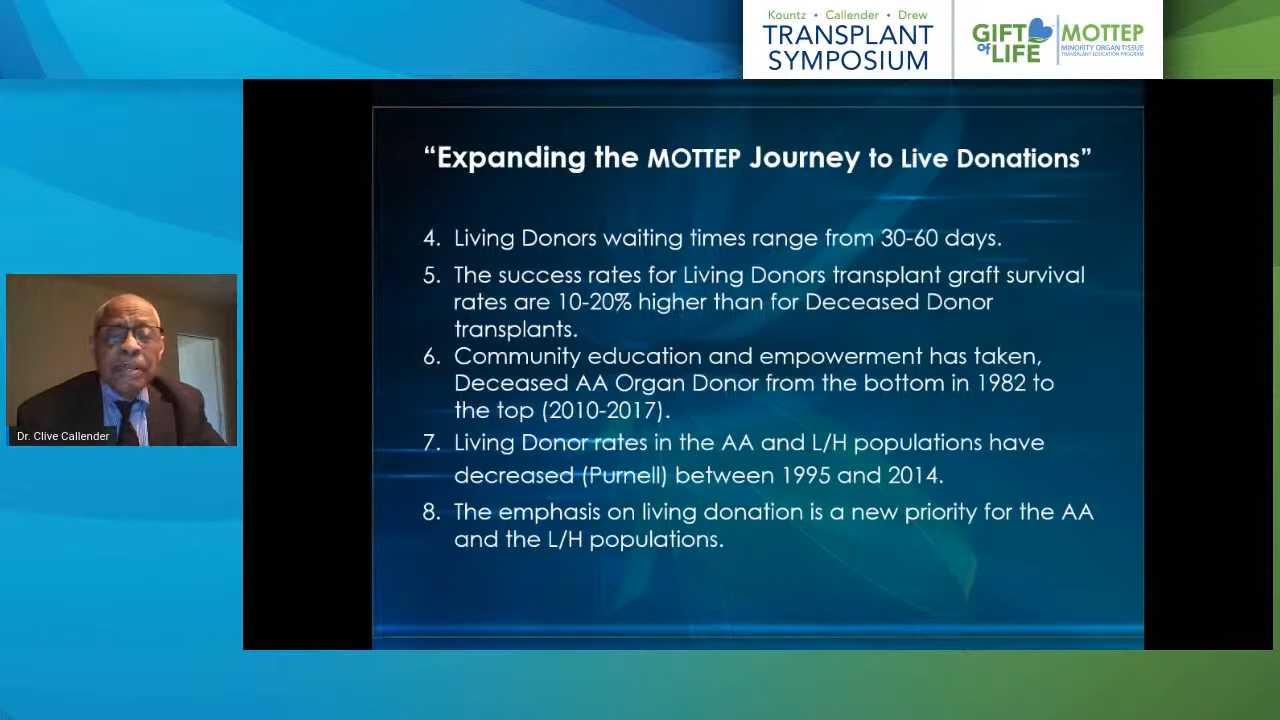 Kountz • Callender • Drew
TRANSPLANT
SYMPOSIUM
GIFT
of LIFE
MOTTEP
MINORITY ORGAN TISSUE
TRANSPLANT EDUCATION PROGRAM
“Expanding the MOTTEP Journey to Live Donations”
4. Living Donors waiting times range from 30-60 days.
5. The success rates for Living Donors transplant graft survival
rates are 10-20% higher than for Deceased Donor
transplants.
6. Community education and empowerment has taken,
Deceased AA Organ Donor from the bottom in 1982 to
the top (2010-2017).
7. Living Donor rates in the AA and L/H populations have
decreased (Purnell) between 1995 and 2014.
8. The emphasis on living donation is a new priority for the AA
and the L/H populations.
Dr. Clive Callender